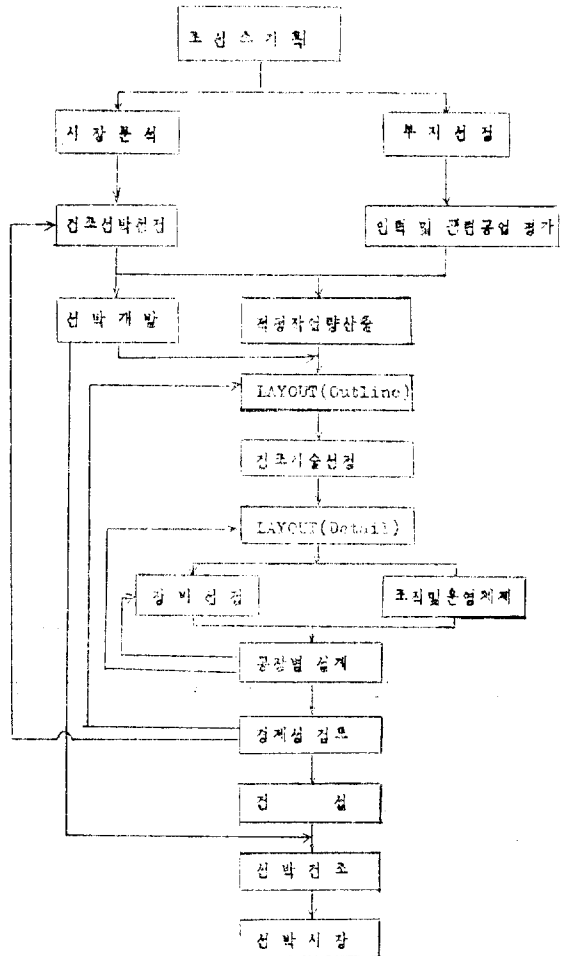 조 선 소 기 획
시 장 분 석
부 지 선 정
건조선박선정
인력 및 관련공업 평가
선 박 개 발
적정작업량산출
LAYOUT(Outline)
건조기술선정
LAYOUT(Detail)
장 비 선 정
조직및운영체제
공장별 설계
경제성 검토
건 설
선 박 건 조
선 박 시 장